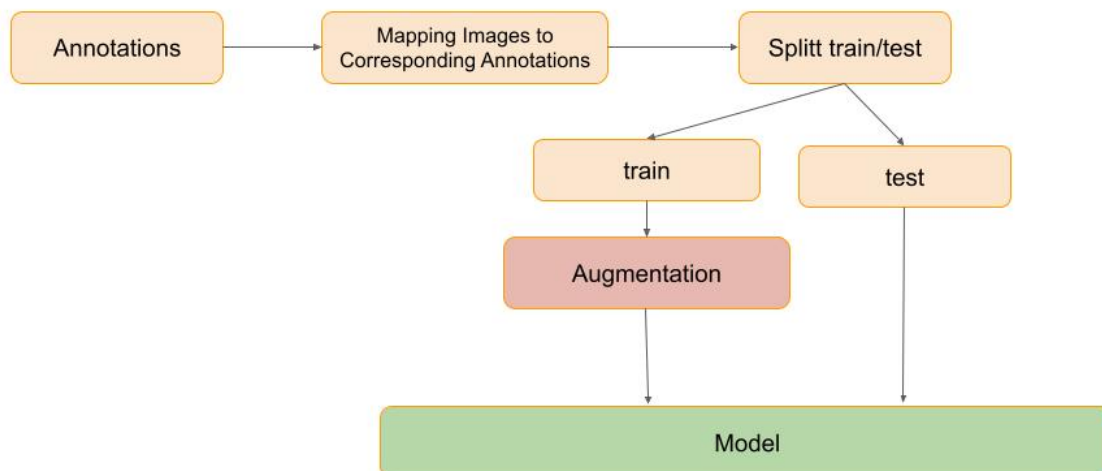 Annotations
Mapping Images to
Corresponding Annotations
Splitt train/test
train
test
Augmentation
Model